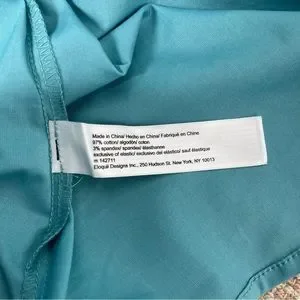 Made in China/ Hecho en China/ Fabriqué en Chine
97% cotton/ algodón/ coton
3% spandex/ spandex/ élasthanne
exclusive of elastic/ exclusivo del elástico/ sauf élastique
m 142711
Eloquii Designs Inc., 250 Hudson St. New York, NY 10013